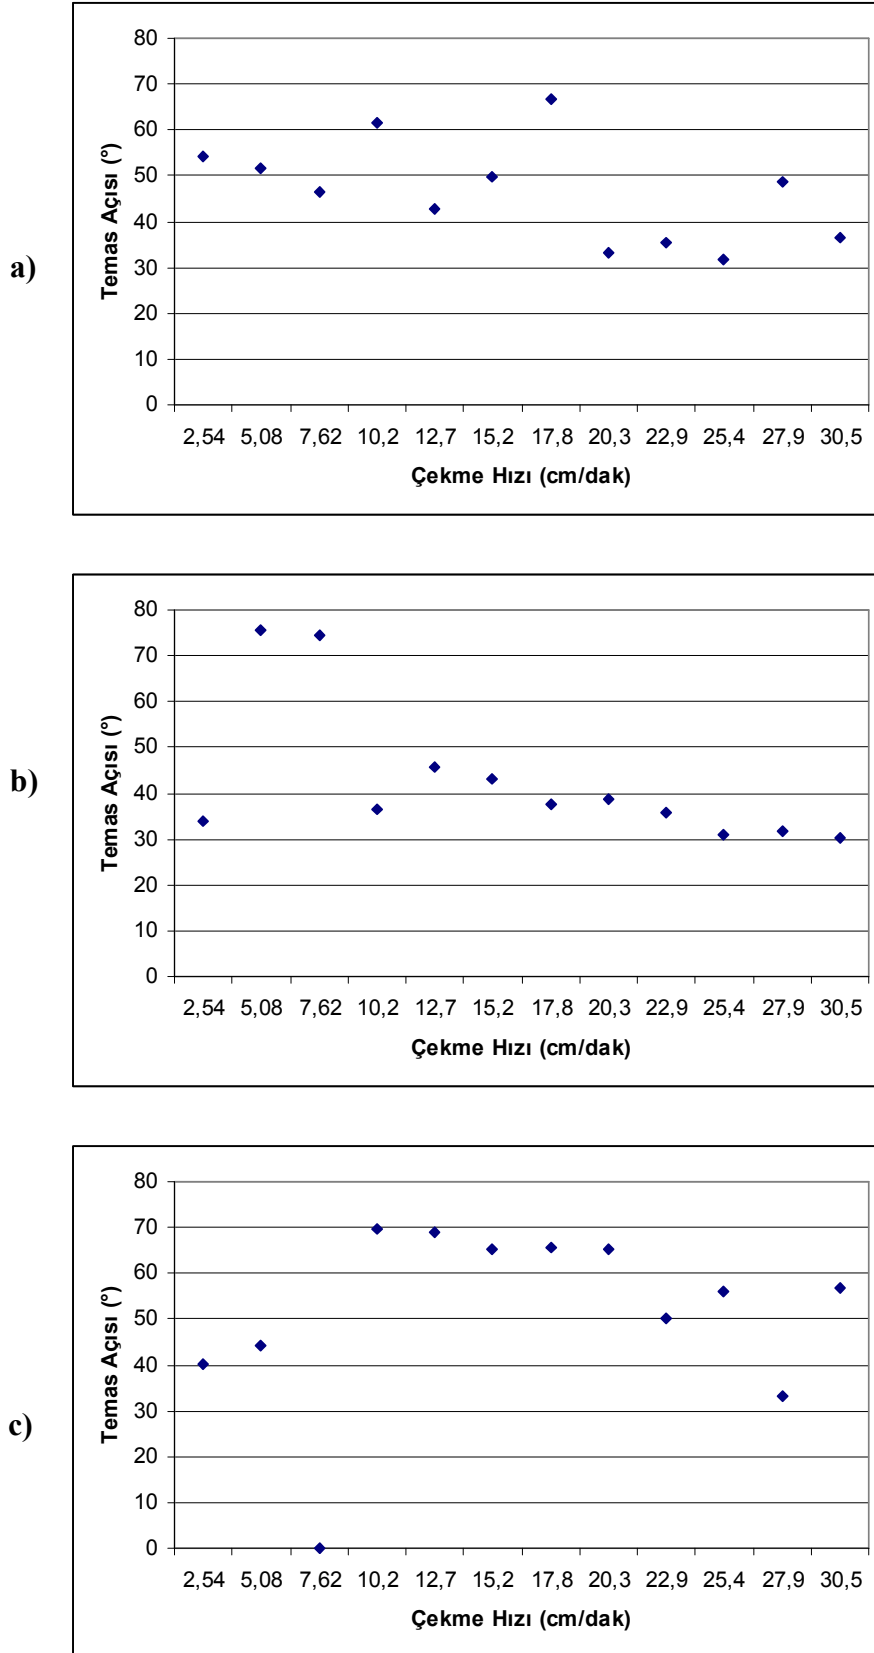 a)
Temas Açısı (°)
80
70
60
50
40
30
20
10
0
2,54 5,08 7,62 10,2 12,7 15,2 17,8 20,3 22,9 25,4 27,9 30,5
Çekme Hızı (cm/dak)
b)
Temas Açısı (°)
80
70
60
50
40
30
20
10
0
2,54 5,08 7,62 10,2 12,7 15,2 17,8 20,3 22,9 25,4 27,9 30,5
Çekme Hızı (cm/dak)
c)
Temas Açısı (°)
80
70
60
50
40
30
20
10
0
2,54 5,08 7,62 10,2 12,7 15,2 17,8 20,3 22,9 25,4 27,9 30,5
Çekme Hızı (cm/dak)